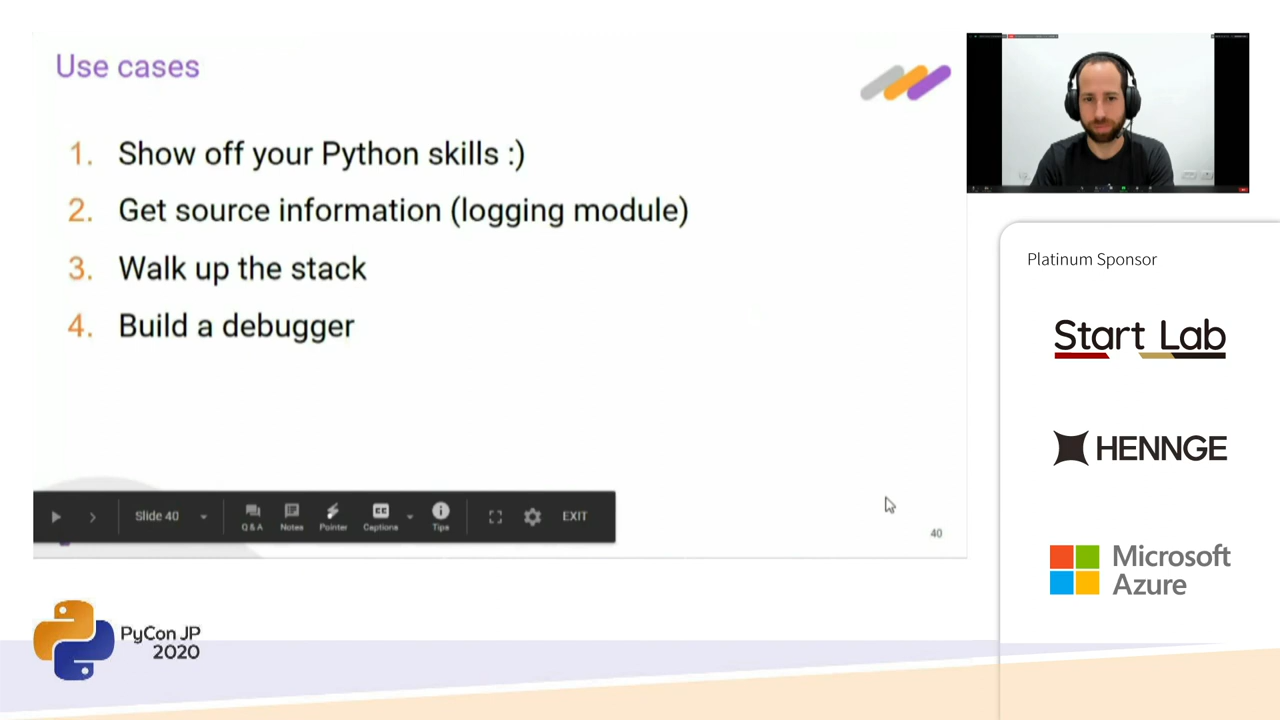 Use cases
1. Show off your Python skills :)
2. Get source information (logging module)
3. Walk up the stack
4. Build a debugger
Slide 40
Q & A
Notes
Pointer
Captions
Tips
EXIT
40
Platinum Sponsor
Start Lab
HENNGE
Microsoft
Azure
PyCon JP
2020